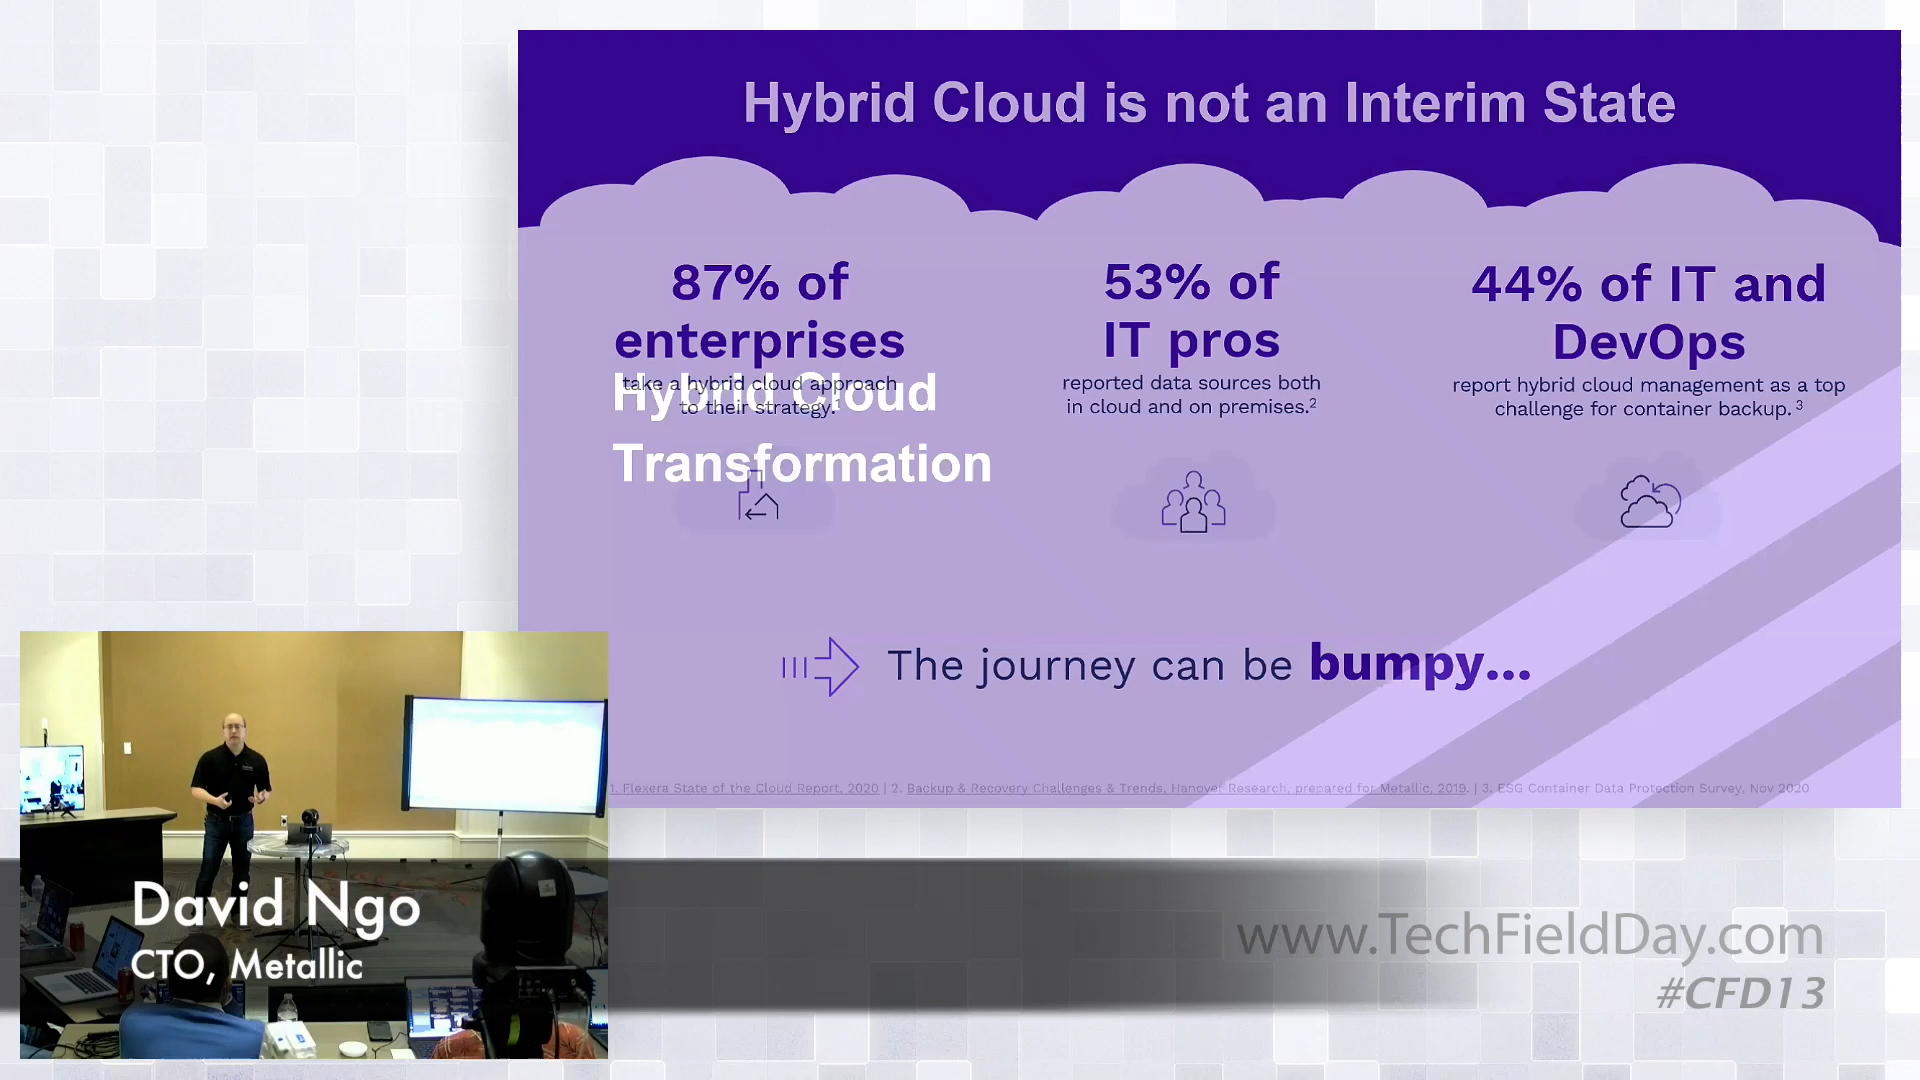 Hybrid Cloud is not an Interim State
87% of
enterprises
take a hybrid cloud approach
to their strategy.1
53% of
IT pros
reported data sources both
in cloud and on premises.2
44% of IT and
DevOps
report hybrid cloud management as a top
challenge for container backup.3
Hybrid Cloud
Transformation
The journey can be bumpy...
1. Flexera State of the Cloud Report, 2020 | 2. Backup & Recovery Challenges & Trends, Hanover Research, prepared for Metallic, 2019. | 3. ESG Container Data Protection Survey, Nov 2020
David Ngo
CTO, Metallic
www.TechFieldDay.com
#CFD13